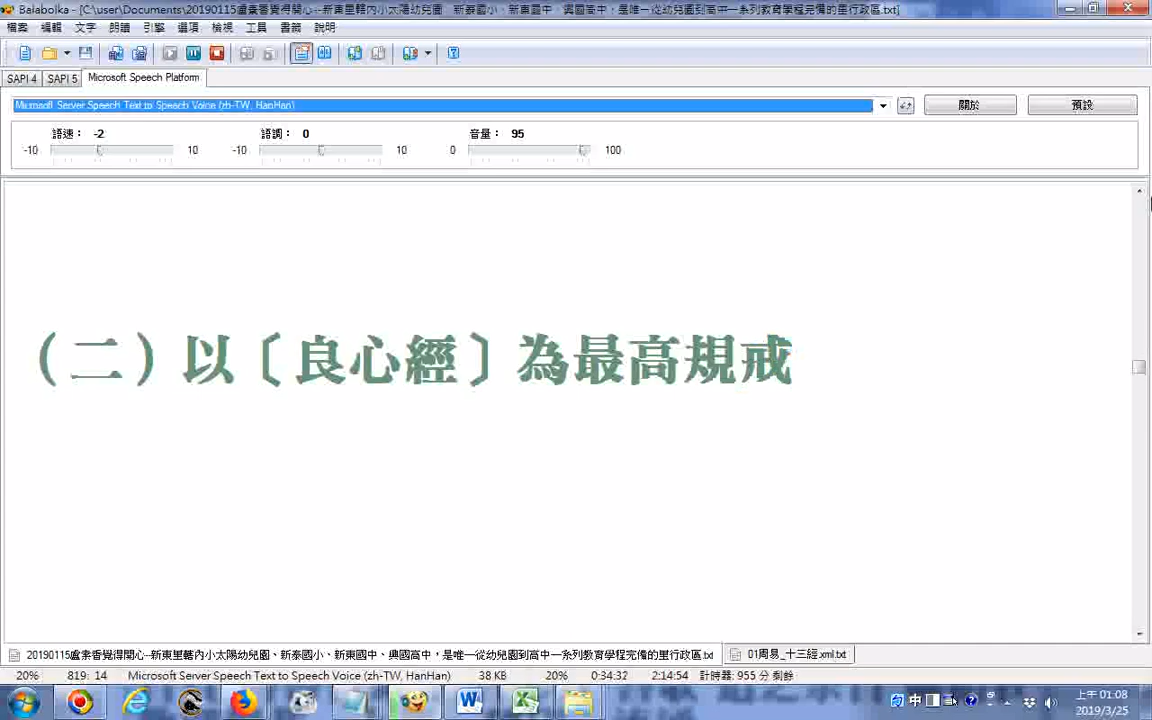 Balabolka - [C:\user\Documents\20190115盧素香覺得開心--新東里轄內小太陽幼兒園、新泰國小、新東國中、興國高中，是唯一從幼兒園到高中一系列教育學程完備的里行政區.txt]
檔案 編輯 文字 朗讀 引擎 選項 檢視 工具 書籤 說明
SAPI 4 SAPI 5 Microsoft Speech Platform
Microsoft Server Speech Text to Speech Voice (zh-TW, HanHan) 關於 預設
語速： -2 語調： 0 音量： 95
-10 10 -10 10 0 100
（二）以〔良心經〕為最高規戒
20190115盧素香覺得開心--新東里轄內小太陽幼兒園、新泰國小、新東國中、興國高中，是唯一從幼兒園到高中一系列教育學程完備的里行政區.txt 01周易_十三經.xml.txt
20% 819: 14 Microsoft Server Speech Text to Speech Voice (zh-TW, HanHan) 38 KB 20% 0:34:32 2:14:54 計時器: 955 分 剩餘
中 上午 01:08
2019/3/25